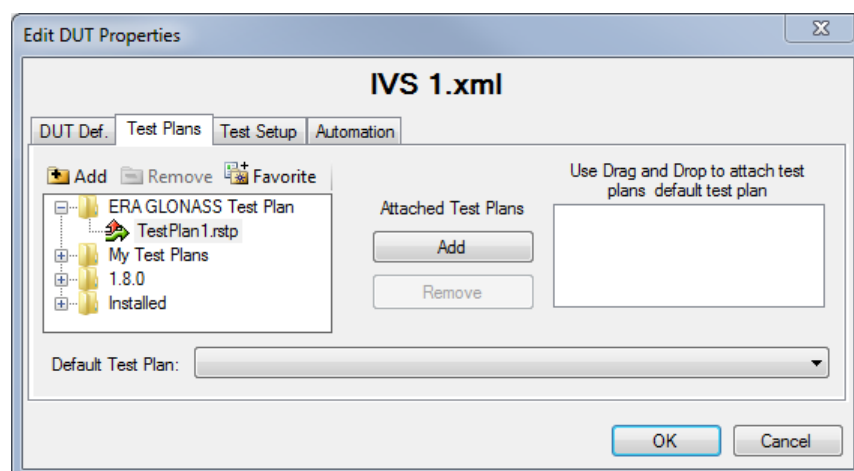 Edit DUT Properties
IVS 1.xml
DUT Def. Test Plans Test Setup Automation
Add Remove Favorite
ERA GLONASS Test Plan
TestPlan1.rstp
My Test Plans
1.8.0
Installed
Attached Test Plans
Add
Remove
Use Drag and Drop to attach test
plans default test plan
Default Test Plan:
OK Cancel